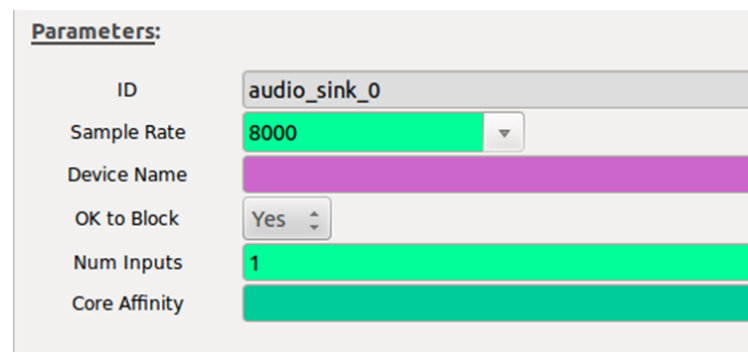 Parameters:
ID audio_sink_0
Sample Rate 8000
Device Name
OK to Block Yes
Num Inputs 1
Core Affinity